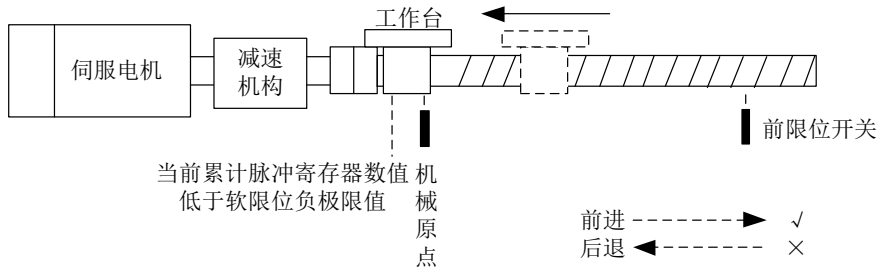 工作台
伺服电机
减速
机构
前限位开关
当前累计脉冲寄存器数值
低于软限位负极限值
机
械
原
点
前进 √
后退 ×